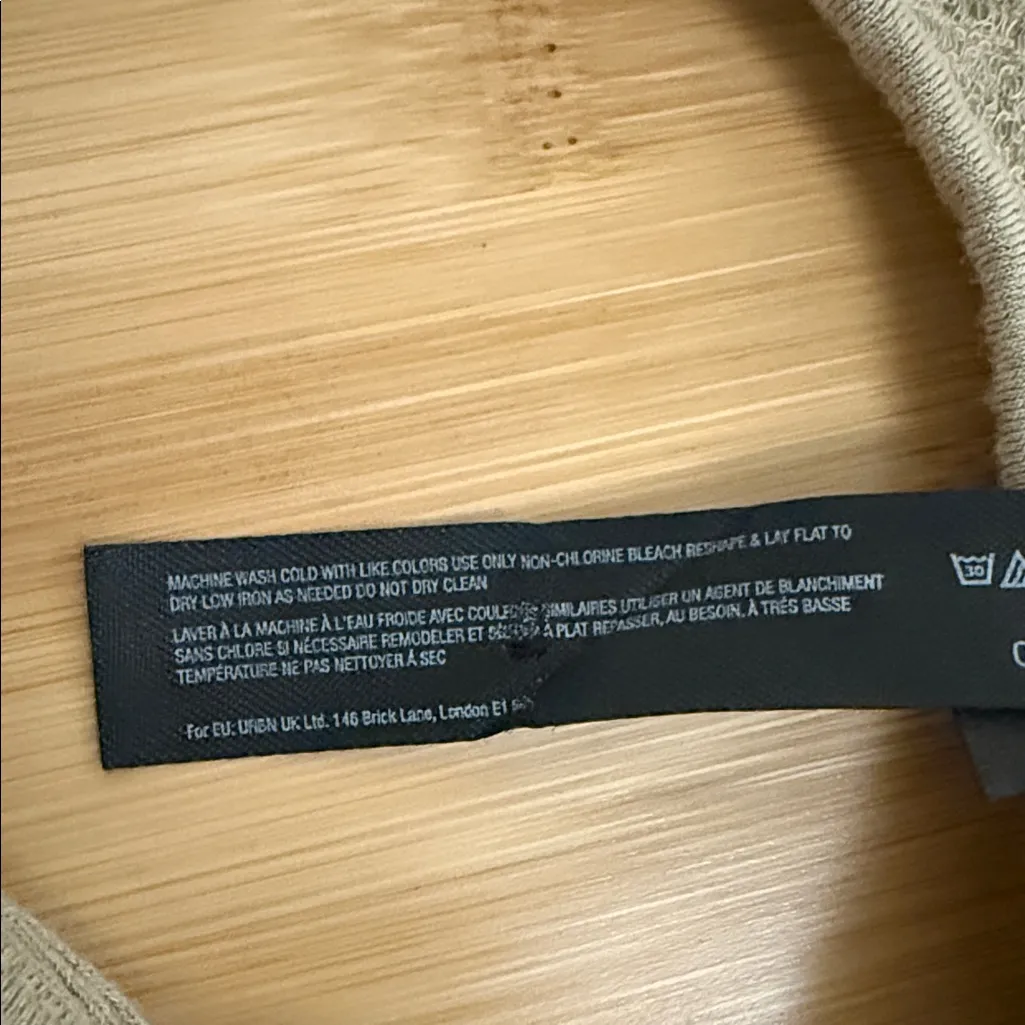 MACHINE WASH COLD WITH LIKE COLORS USE ONLY NON-CHLORINE BLEACH RESHAPE & LAY FLAT TO
DRY LOW IRON AS NEEDED DO NOT DRY CLEAN
LAVER À LA MACHINE À L'EAU FROIDE AVEC SIMILAIRES UTILISER UN AGENT DE BLANCHIMENT
SANS CHLORE SI NÉCESSAIRE REMODELER ET À PLAT REPASSER, AU BESOIN. À TRÉS BASSE
TEMPÉRATURE NE PAS NETTOYER À SEC
For EU: URBN UK Ltd. 146 Brick Lane, London E1
30